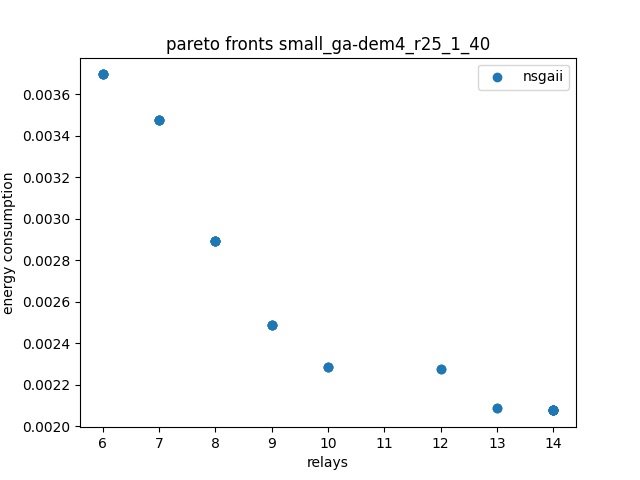 pareto fronts small_ga-dem4_r25_1_40
nsgaii
0.0036
0.0034
0.0032
0.0030
0.0028
0.0026
0.0024
0.0022
0.0020
energy consumption
6 7 8 9 10 11 12 13 14
relays